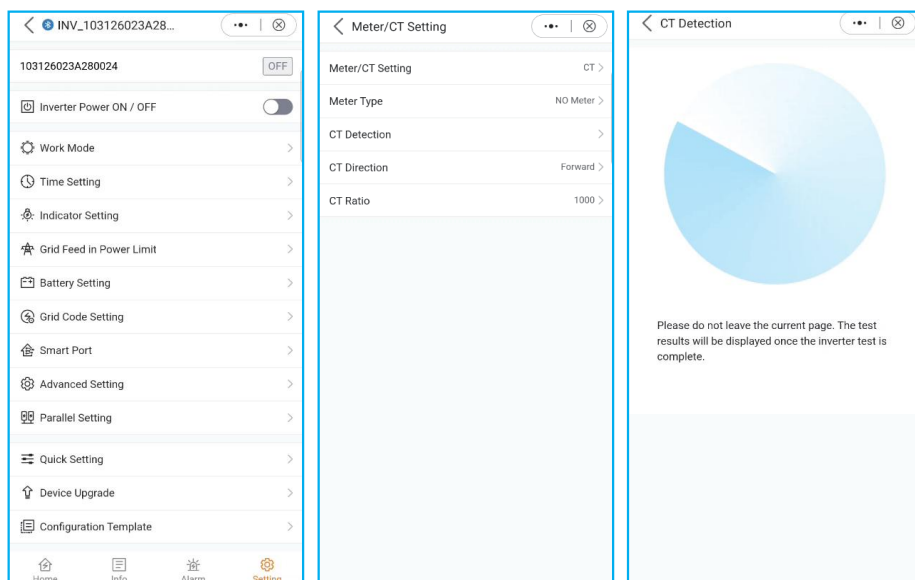 INV_103126023A28...
103126023A280024 OFF
Inverter Power ON / OFF
Work Mode
Time Setting
Indicator Setting
Grid Feed in Power Limit
Battery Setting
Grid Code Setting
Smart Port
Advanced Setting
Parallel Setting
Quick Setting
Device Upgrade
Configuration Template
Home Info Alarm Setting
Meter/CT Setting
Meter/CT Setting CT
Meter Type NO Meter
CT Detection
CT Direction Forward
CT Ratio 1000
CT Detection
Please do not leave the current page. The test
results will be displayed once the inverter test is
complete.